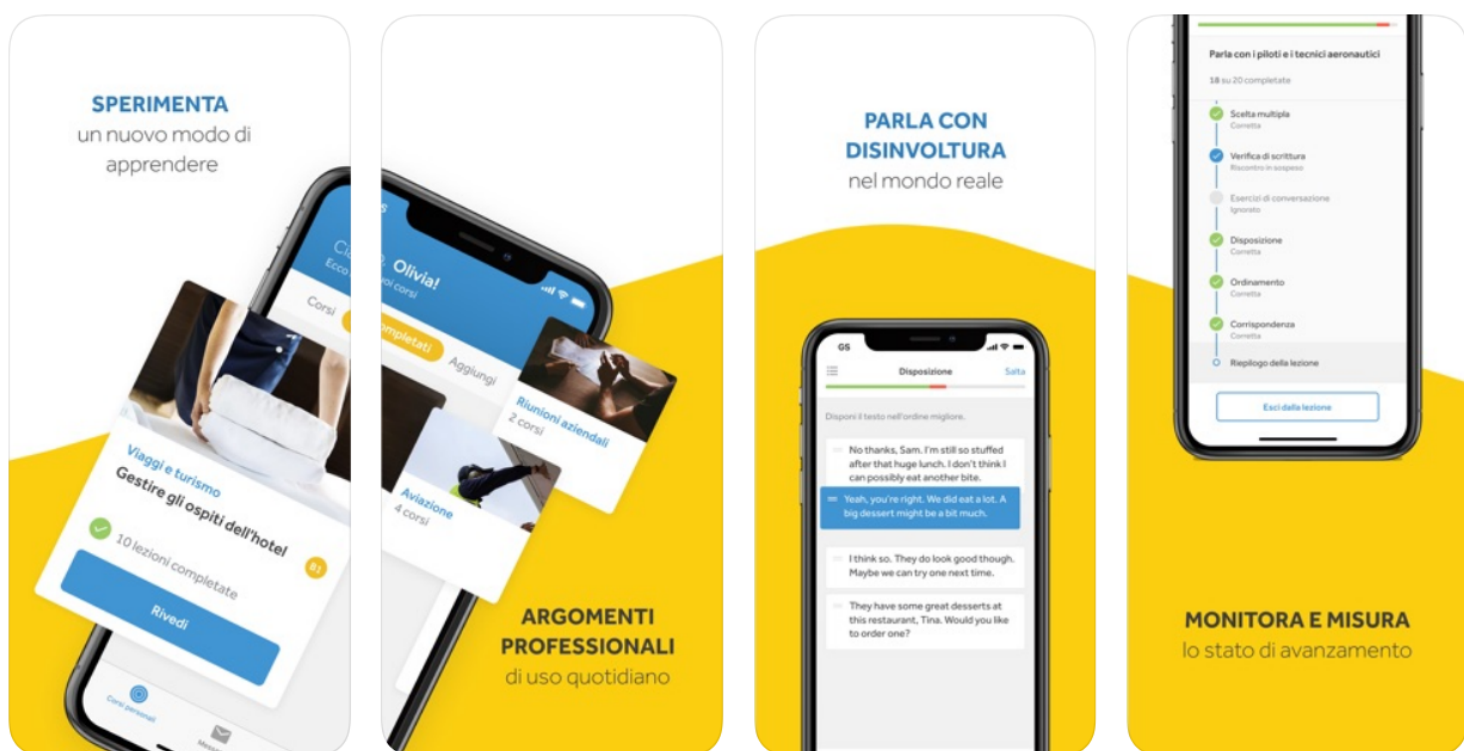 SPERIMENTA
un nuovo modo di
apprendere
Viaggi e turismo
Gestire gli ospiti dell'hotel
10 lezioni completate
B1
Rivedi
Corsi personali
Corsi
Olivia!
Aggiungi
Riunioni aziendali
2 corsi
Aviazione
4 corsi
ARGOMENTI
PROFESSIONALI
di uso quotidiano
PARLA CON
DISINVOLTURA
nel mondo reale
GS
Disposizione
Salta
Disponi il testo nell'ordine migliore.
No thanks, Sam. I'm still so stuffed
after that huge lunch. I don't think I
can possibly eat another bite.
Yeah, you're right. We did eat a lot. A
big dessert might be a bit much.
I think so. They do look good though.
Maybe we can try one next time.
They have some great desserts at
this restaurant, Tina. Would you like
to order one?
Parla con i piloti e i tecnici aeronautici
18 su 20 completate
Scelta multipla
Corretta
Verifica di scrittura
Riscontro in sospeso
Esercizi di conversazione
Ignorato
Disposizione
Corretta
Ordinamento
Corretta
Corrispondenza
Corretta
Riepilogo della lezione
Esci dalla lezione
MONITORA E MISURA
lo stato di avanzamento